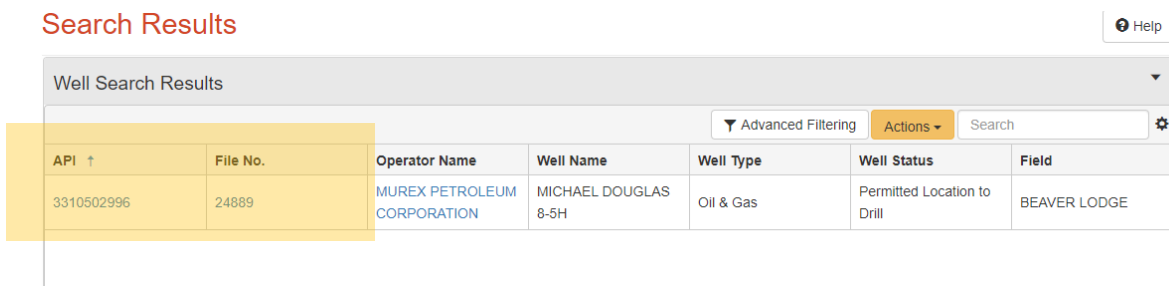 Search Results
Help
Well Search Results
Advanced Filtering Actions Search
API ↑ File No. Operator Name Well Name Well Type Well Status Field
3310502996 24889 MUREX PETROLEUM CORPORATION MICHAEL DOUGLAS 8-5H Oil & Gas Permitted Location to Drill BEAVER LODGE